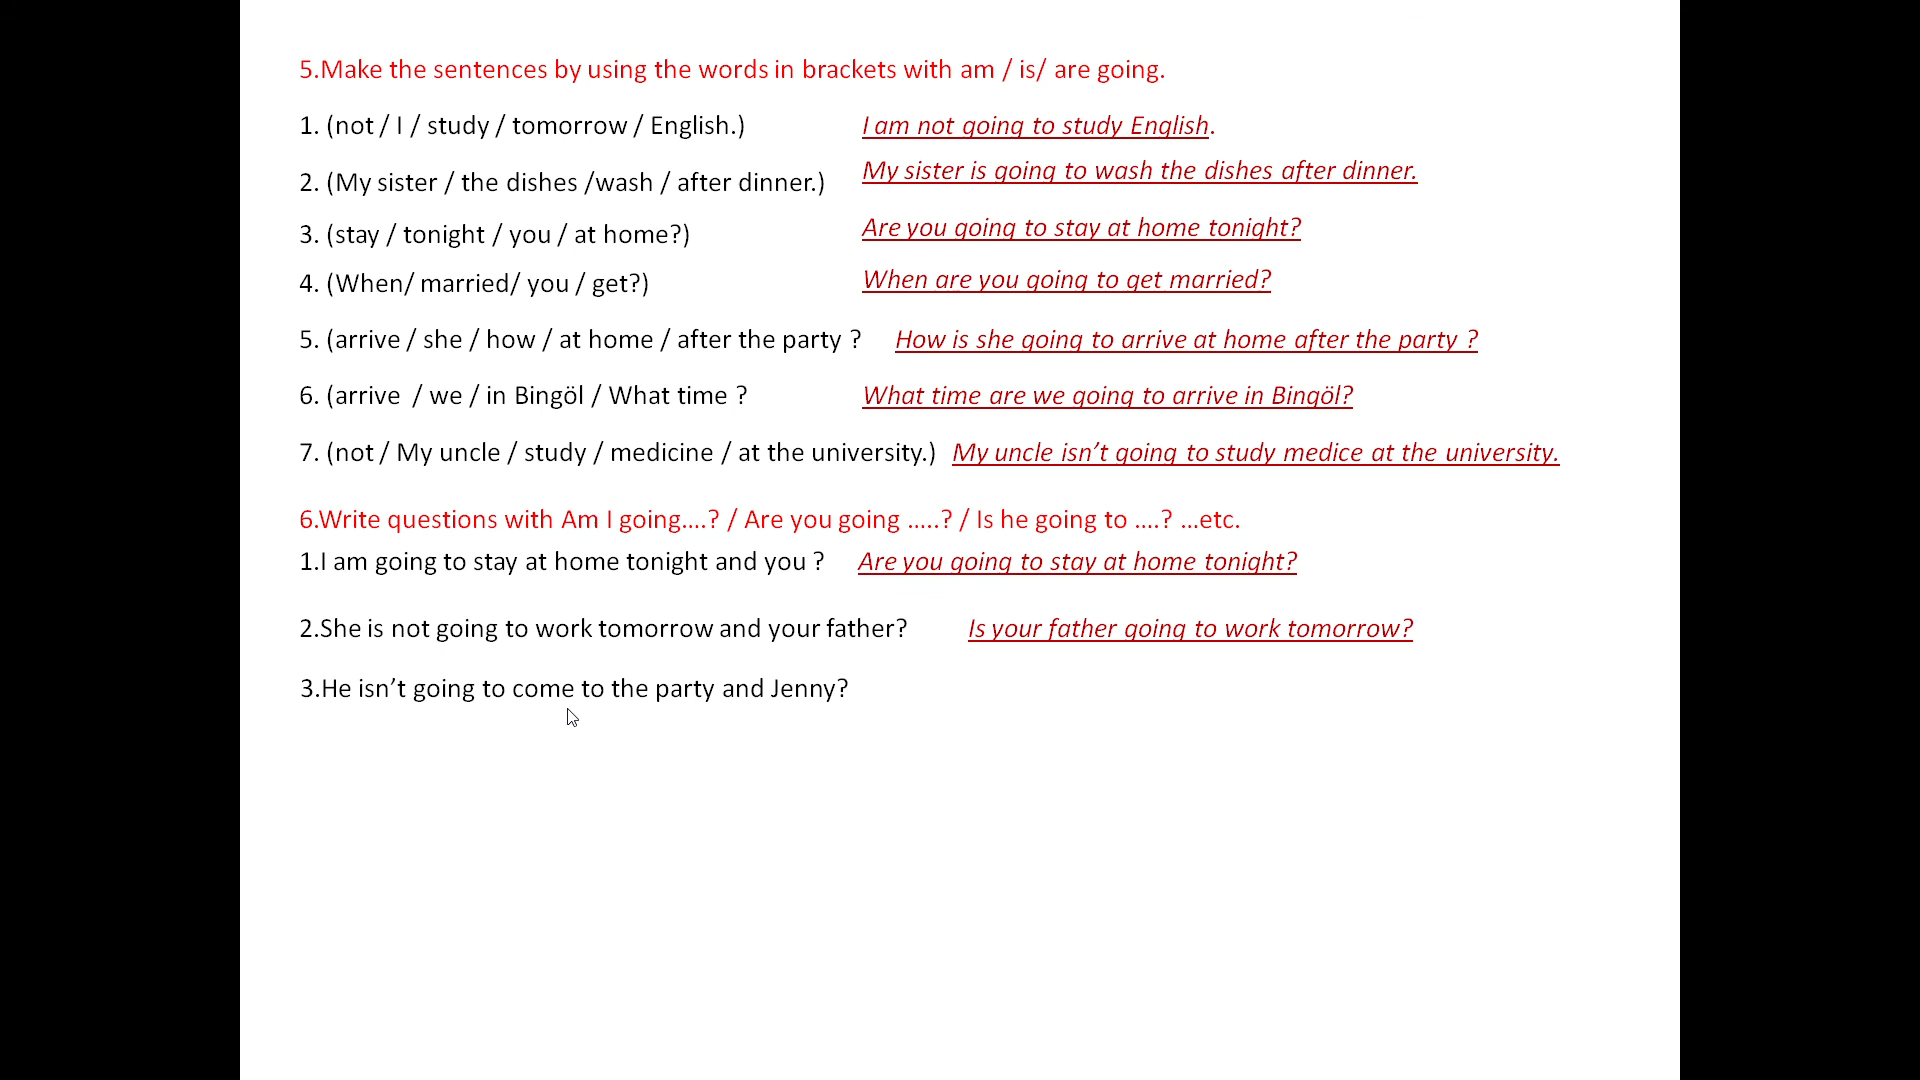 5.Make the sentences by using the words in brackets with am / is/ are going.
1. (not / I / study / tomorrow / English.) I am not going to study English.
2. (My sister / the dishes /wash / after dinner.) My sister is going to wash the dishes after dinner.
3. (stay / tonight / you / at home?) Are you going to stay at home tonight?
4. (When/ married/ you / get?) When are you going to get married?
5. (arrive / she / how / at home / after the party ? How is she going to arrive at home after the party ?
6. (arrive / we / in Bingöl / What time ? What time are we going to arrive in Bingöl?
7. (not / My uncle / study / medicine / at the university.) My uncle isn’t going to study medice at the university.
6.Write questions with Am I going....? / Are you going .....? / Is he going to ....? ...etc.
1.I am going to stay at home tonight and you ? Are you going to stay at home tonight?
2.She is not going to work tomorrow and your father? Is your father going to work tomorrow?
3.He isn’t going to come to the party and Jenny?